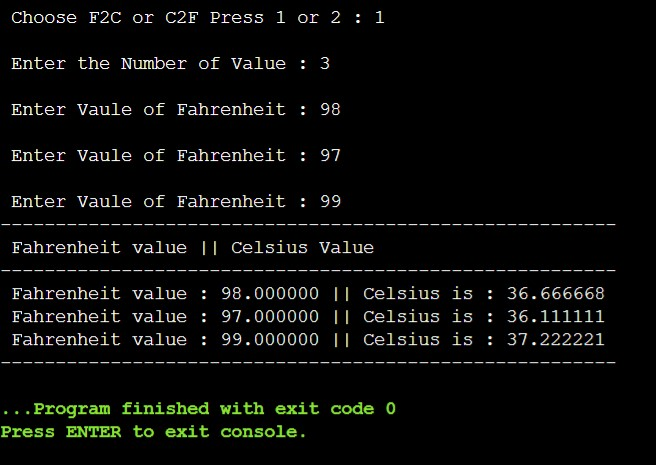 Choose F2C or C2F Press 1 or 2 : 1
Enter the Number of Value : 3
Enter Vaule of Fahrenheit : 98
Enter Vaule of Fahrenheit : 97
Enter Vaule of Fahrenheit : 99
--------------------------------------------------------
Fahrenheit value || Celsius Value
--------------------------------------------------------
Fahrenheit value : 98.000000 || Celsius is : 36.666668
Fahrenheit value : 97.000000 || Celsius is : 36.111111
Fahrenheit value : 99.000000 || Celsius is : 37.222221
--------------------------------------------------------
...Program finished with exit code 0
Press ENTER to exit console.